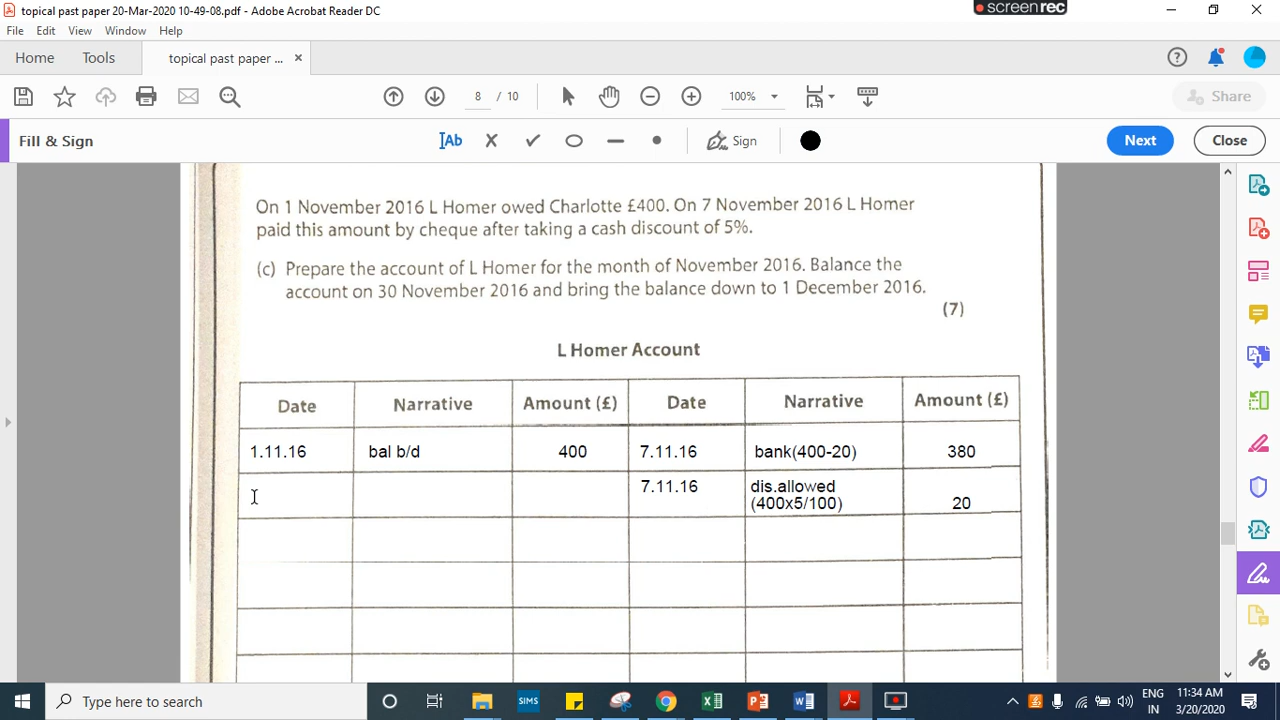 topical past paper 20-Mar-2020 10-49-08.pdf - Adobe Acrobat Reader DC
screenrec
File Edit View Window Help
Home Tools topical past paper ... ×
8 / 10 100% Share
Fill & Sign
Ab Sign Next Close
On 1 November 2016 L Homer owed Charlotte £400. On 7 November 2016 L Homer
paid this amount by cheque after taking a cash discount of 5%.
(c) Prepare the account of L Homer for the month of November 2016. Balance the
account on 30 November 2016 and bring the balance down to 1 December 2016.
(7)
L Homer Account
Date Narrative Amount (£) Date Narrative Amount (£)
1.11.16 bal b/d 400 7.11.16 bank(400-20) 380
7.11.16 dis.allowed
(400x5/100) 20
Type here to search
SIMS
ENG 11:34 AM
IN 3/20/2020